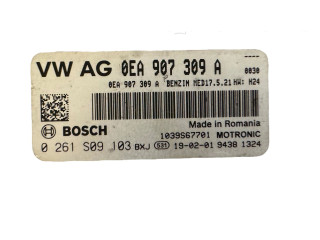 VW AG 0EA 907 309 A
0030
0EA 907 309 A BENZIN MED17.5.21 HW: H24
BOSCH
Made in Romania
1039S67701 MOTRONIC
0 261 S09 103 BXJ S31 19-02-01 9438 1324